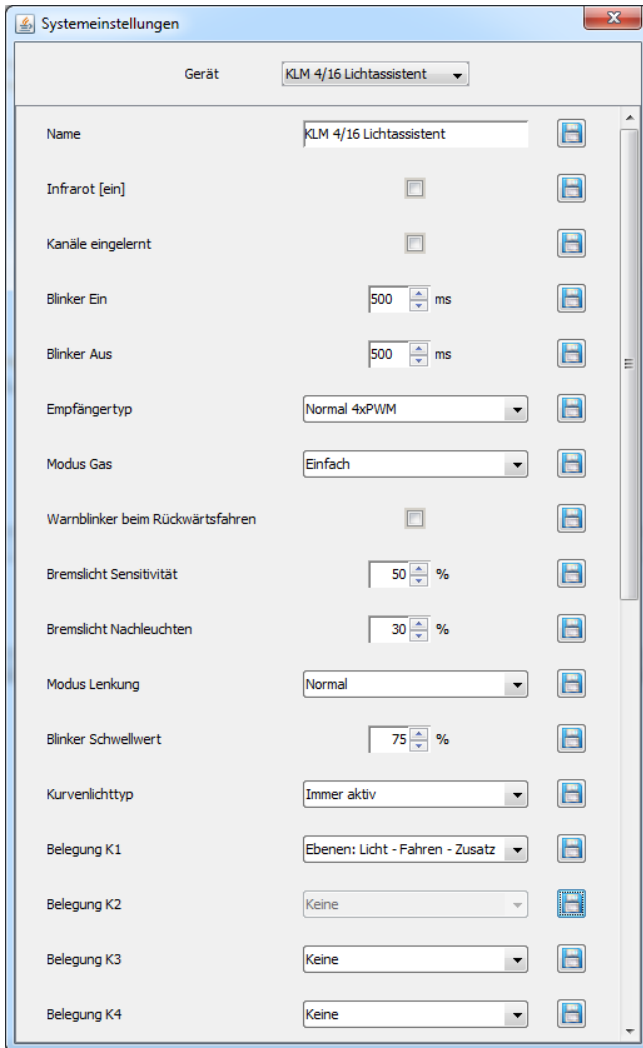 Systemeinstellungen
Gerät KLM 4/16 Lichtassistent
Name KLM 4/16 Lichtassistent
Infrarot [ein]
Kanäle eingelernt
Blinker Ein 500 ms
Blinker Aus 500 ms
Empfängertyp Normal 4xPWM
Modus Gas Einfach
Warnblinker beim Rückwärtsfahren
Bremslicht Sensitivität 50 %
Bremslicht Nachleuchten 30 %
Modus Lenkung Normal
Blinker Schwellwert 75 %
Kurvenlichttyp Immer aktiv
Belegung K1 Ebenen: Licht - Fahren - Zusatz
Belegung K2 Keine
Belegung K3 Keine
Belegung K4 Keine